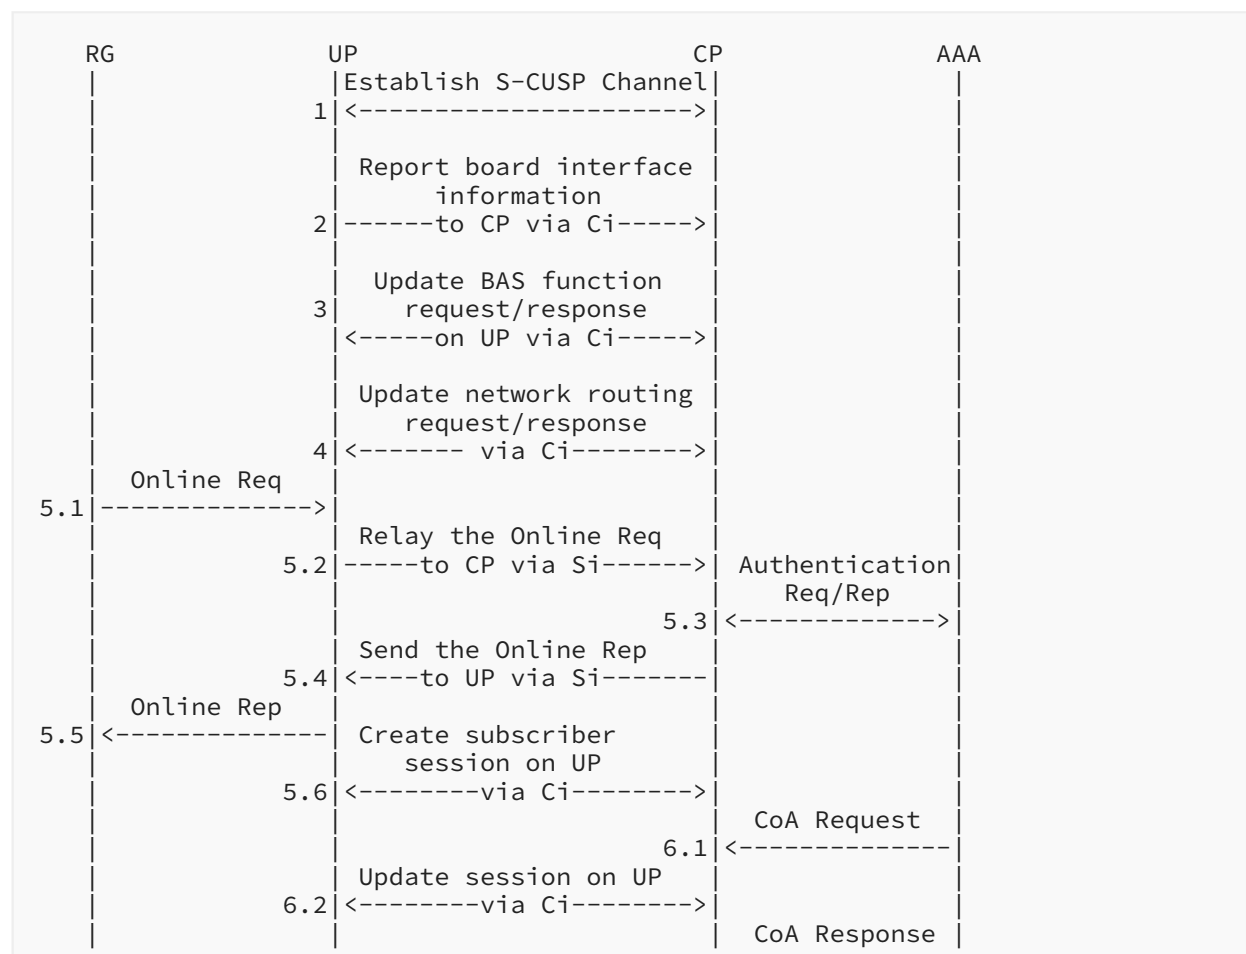 RG UP CP AAA
|Establish S-CUSP Channel|
1|<---------------------->|
Report board interface
information
2|------to CP via Ci----->|
Update BAS function
3| request/response
|<-----on UP via Ci----->|
Update network routing
request/response
4|<------- via Ci-------->|
Online Req
5.1|-------------->|
Relay the Online Req
5.2|-----to CP via Si------>| Authentication|
Req/Rep
5.3|<------------->|
Send the Online Rep
5.4|<----to UP via Si-------|
Online Rep
5.5|<--------------| Create subscriber
session on UP
5.6|<--------via Ci-------->|
CoA Request
6.1|<--------------|
Update session on UP
6.2|<--------via Ci-------->|
CoA Response